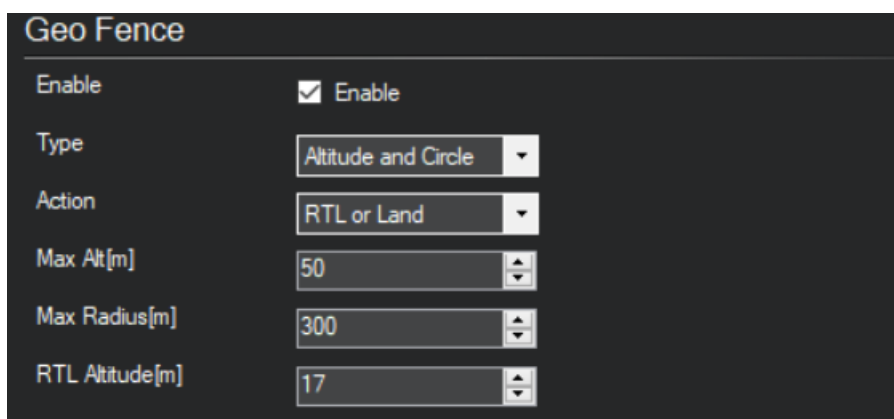 Geo Fence
Enable Enable
Type Altitude and Circle
Action RTL or Land
Max Alt[m] 50
Max Radius[m] 300
RTL Altitude[m] 17